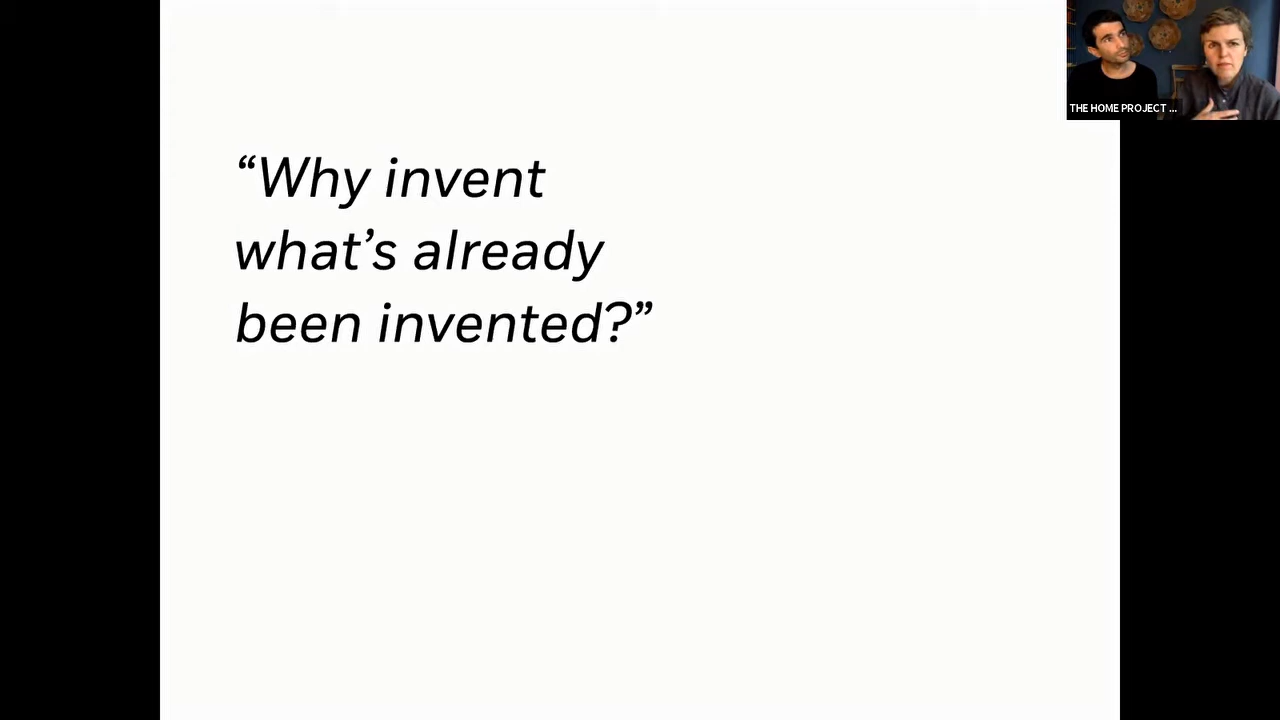 “Why invent
what’s already
been invented?”
THE HOME PROJECT ...